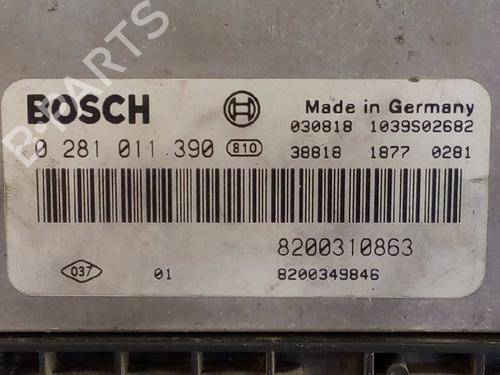 B-PARTS
BOSCH
Made in Germany
030818 1039S02682
0 281 011 390 810
38818 1877 0281
8200310863
037 01 8200349846